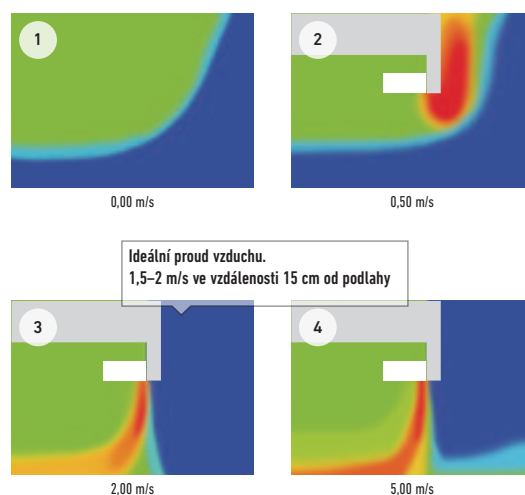 1
2
0,00 m/s
0,50 m/s
Ideální proud vzduchu.
1,5–2 m/s ve vzdálenosti 15 cm od podlahy
3
4
2,00 m/s
5,00 m/s